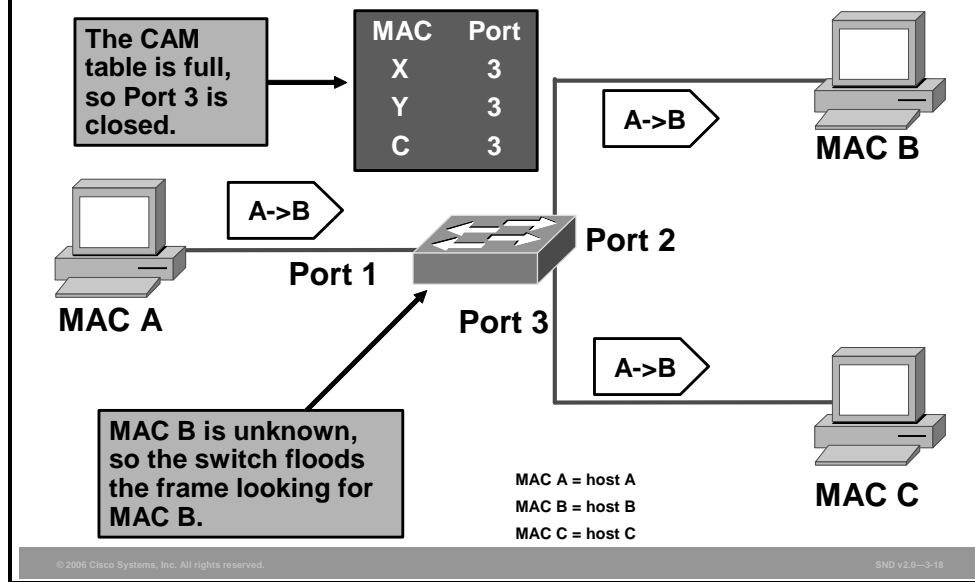 The CAM
table is full,
so Port 3 is
closed.
MAC Port
X 3
Y 3
C 3
A->B
MAC B
A->B
MAC A
Port 1
Port 2
Port 3
A->B
MAC C
MAC B is unknown,
so the switch floods
the frame looking for
MAC B.
MAC A = host A
MAC B = host B
MAC C = host C
© 2006 Cisco Systems, Inc. All rights reserved.
SND v2.0—3-18